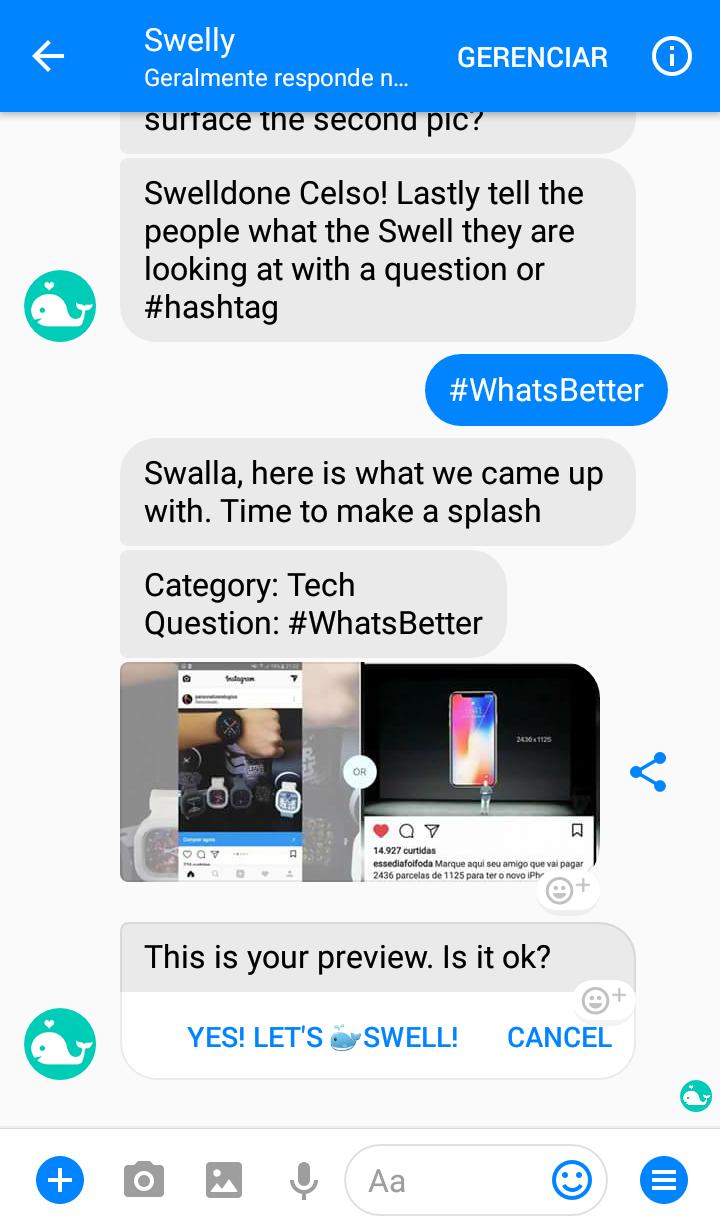 Swelly
Geralmente responde n...
GERENCIAR
surface the second pic?
Swelldone Celso! Lastly tell the
people what the Swell they are
looking at with a question or
#hashtag
#WhatsBetter
Swalla, here is what we came up
with. Time to make a splash
Category: Tech
Question: #WhatsBetter
Instagram
Comprar agora
OR
2436 x 1125
14.927 curtidas
essediafoifoda Marque aqui seu amigo que vai pagar
2436 parcelas de 1125 para ter o novo iPho
This is your preview. Is it ok?
YES! LET'S 🐳SWELL!
CANCEL
Aa